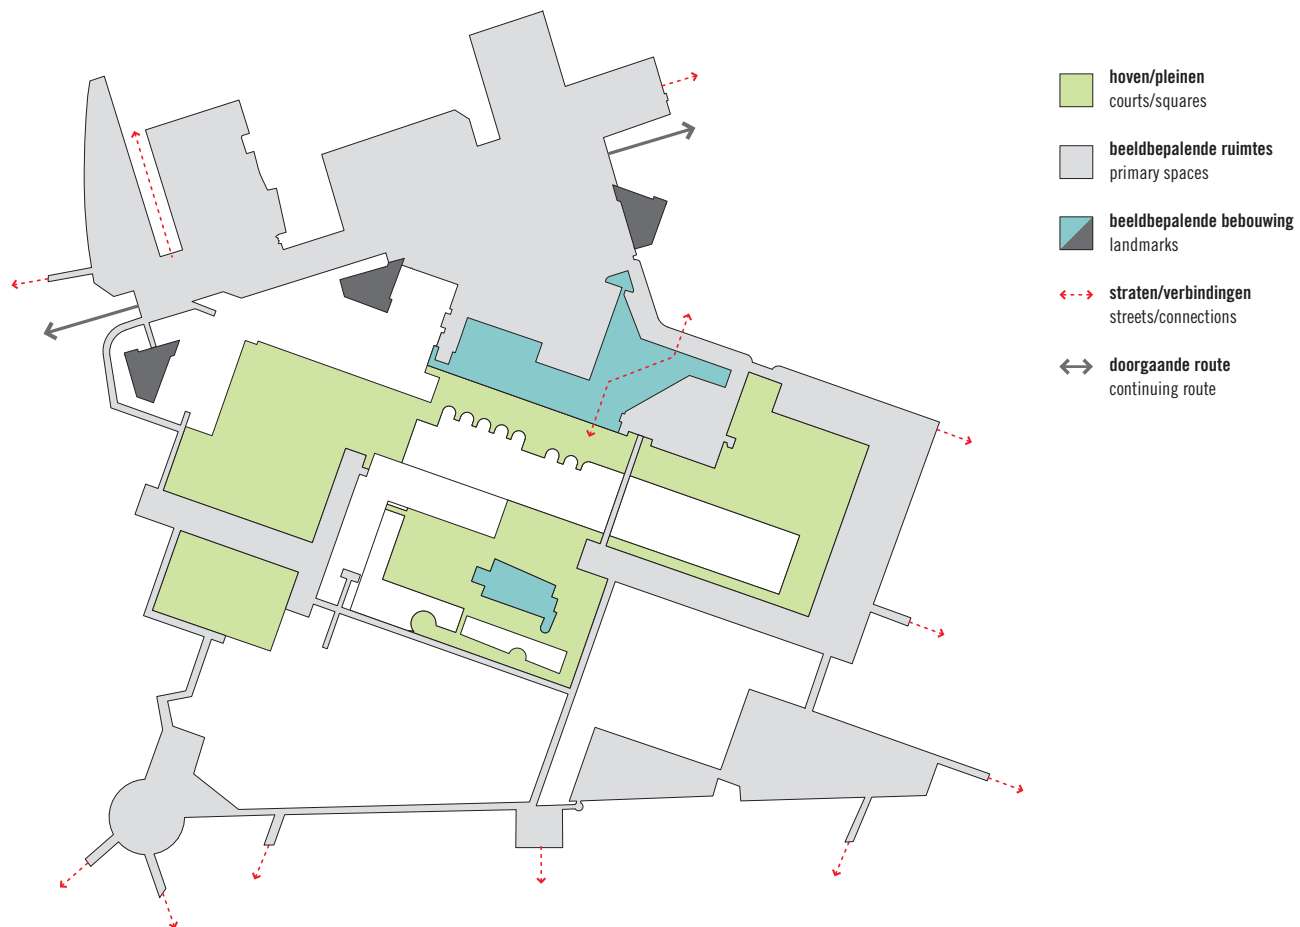 hoven/pleinen
courts/squares
beeldbepalende ruimtes
primary spaces
beeldbepalende bebouwing
landmarks
straten/verbindingen
streets/connections
doorgaande route
continuing route